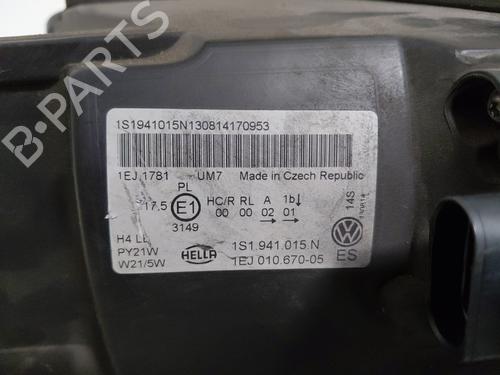 1S1941015N130814170953
1EJ 1781 UM7 Made in Czech Republic
PL
17.5 E1 HC/R RL A 1b↓
00 00 02 01
3149
14S
H4 LL
PY21W
W21/5W
HELLA
1S1.941.015.N
1EJ 010.670-05
ES
B-PARTS